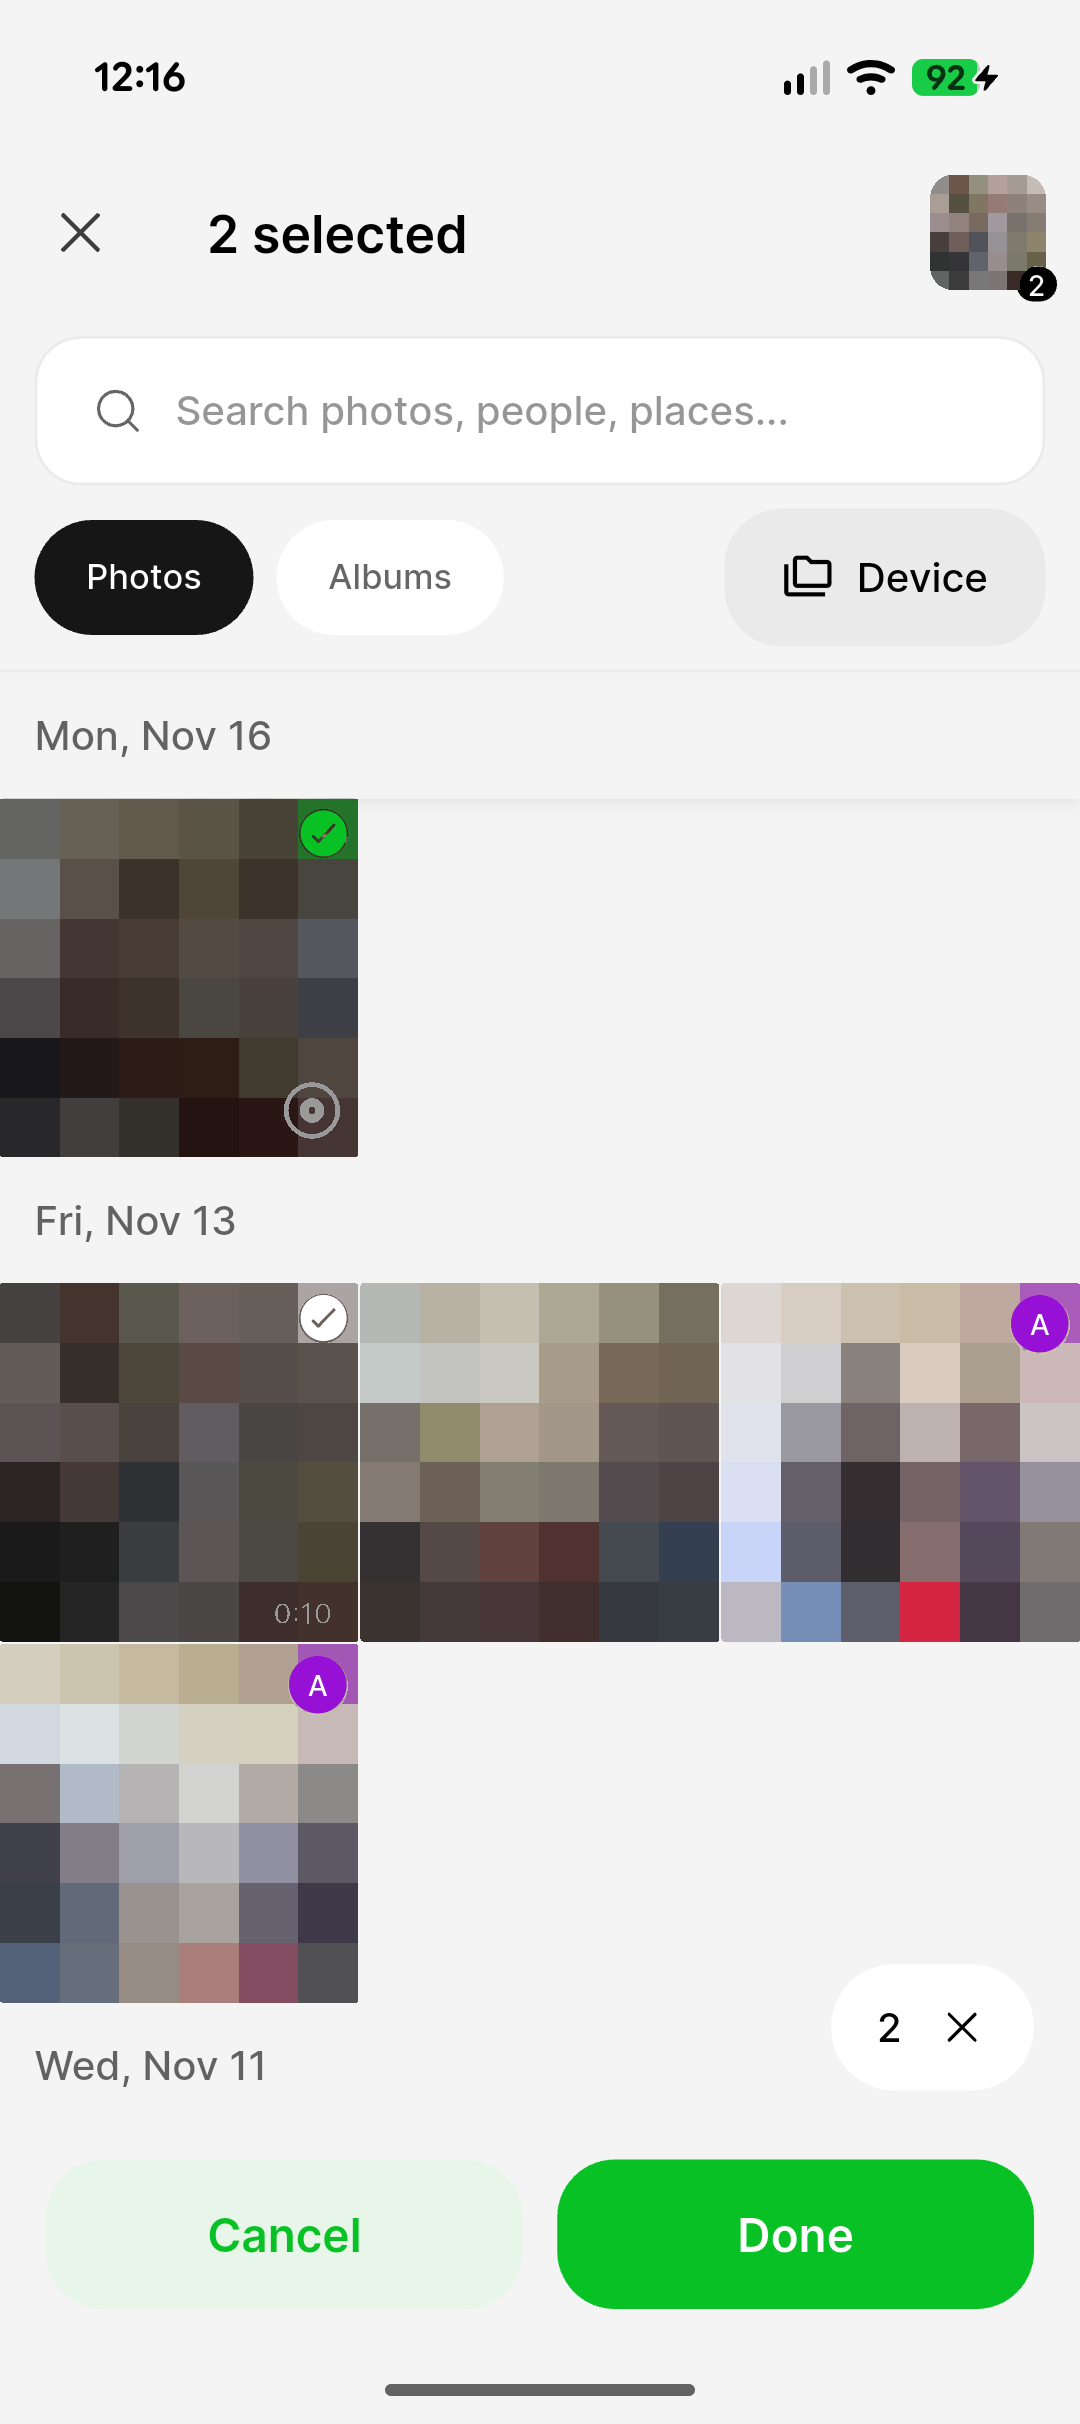 12:16
92
2 selected
2
Search photos, people, places...
Photos
Albums
Device
Mon, Nov 16
Fri, Nov 13
A
0:10
A
2
Wed, Nov 11
Cancel
Done